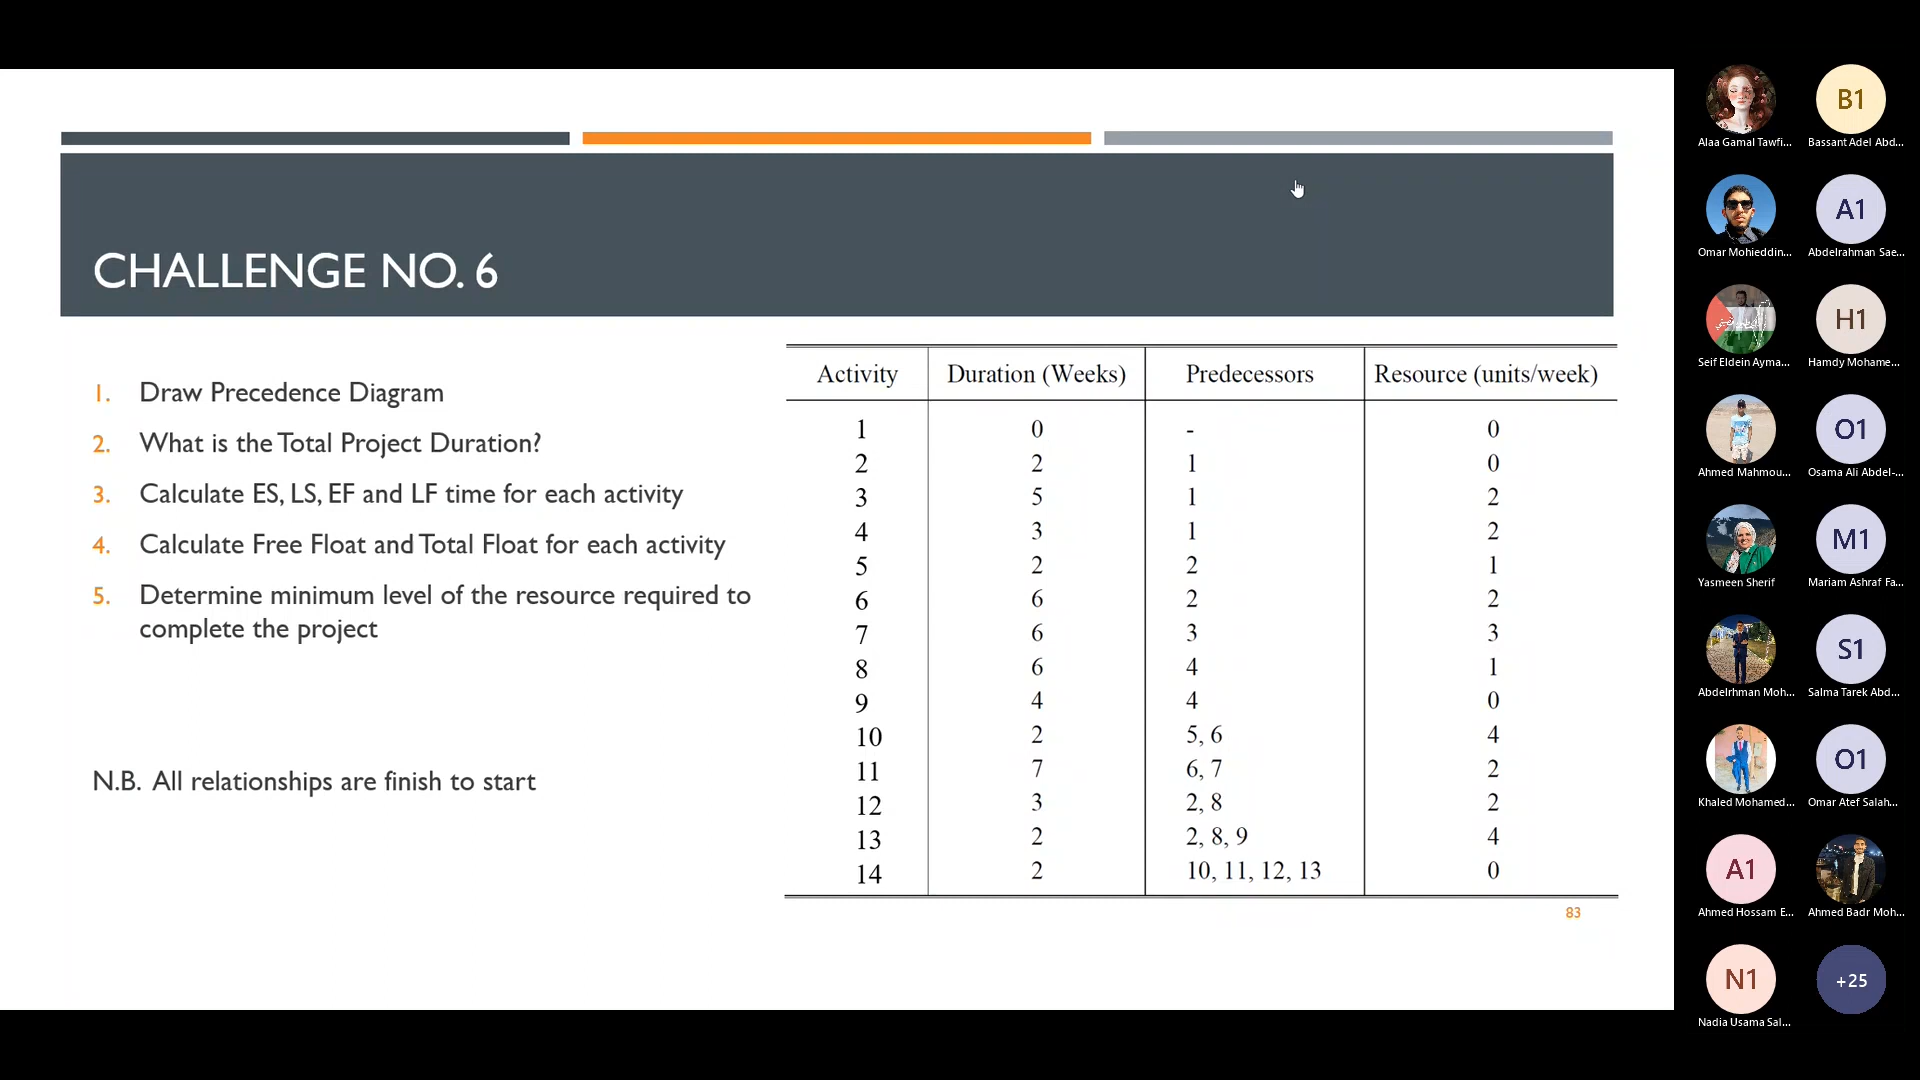 CHALLENGE NO. 6
1. Draw Precedence Diagram
2. What is the Total Project Duration?
3. Calculate ES, LS, EF and LF time for each activity
4. Calculate Free Float and Total Float for each activity
5. Determine minimum level of the resource required to
complete the project
N.B. All relationships are finish to start
Activity Duration (Weeks) Predecessors Resource (units/week)
1 0 - 0
2 2 1 0
3 5 1 2
4 3 1 2
5 2 2 1
6 6 2 2
7 6 3 3
8 6 4 1
9 4 4 0
10 2 5, 6 4
11 7 6, 7 2
12 3 2, 8 2
13 2 2, 8, 9 4
14 2 10, 11, 12, 13 0
83
B1
Alaa Gamal Tawfi... Bassant Adel Abd...
A1
Omar Mohieddin... Abdelrahman Sae...
H1
Seif Eldein Ayma... Hamdy Mohame...
O1
Ahmed Mahmou... Osama Ali Abdel-...
M1
Yasmeen Sherif Mariam Ashraf Fa...
S1
Abdelrhman Moh... Salma Tarek Abd...
O1
Khaled Mohamed... Omar Atef Salah...
A1
Ahmed Hossam E... Ahmed Badr Moh...
N1 +25
Nadia Usama Sal...